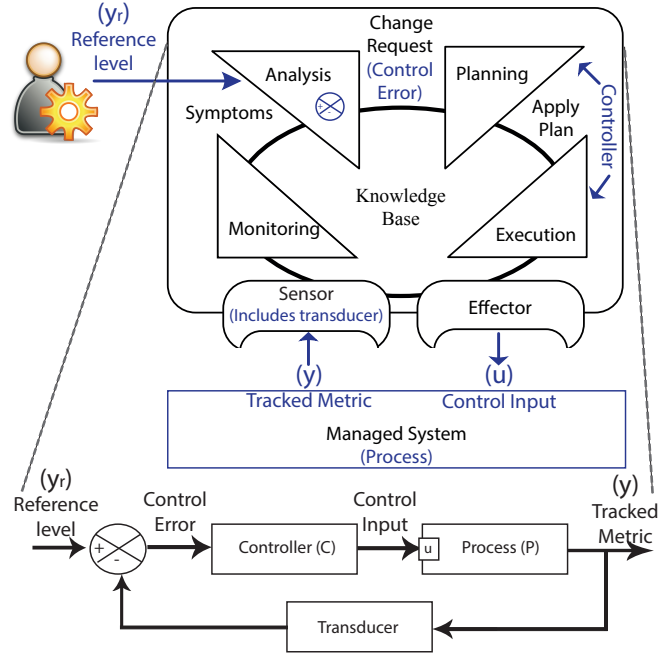 (yr)
Reference
level
Change
Request
(Control
Error)
Analysis
+
-
Planning
Symptoms
Apply
Plan
Controller
Knowledge
Base
Monitoring
Execution
Sensor
(Includes transducer)
Effector
(y)
Tracked Metric
(u)
Control Input
Managed System
(Process)
(yr)
Reference
level
Control
Error
Control
Input
(y)
Tracked
Metric
+
-
Controller (C)
u
Process (P)
Transducer